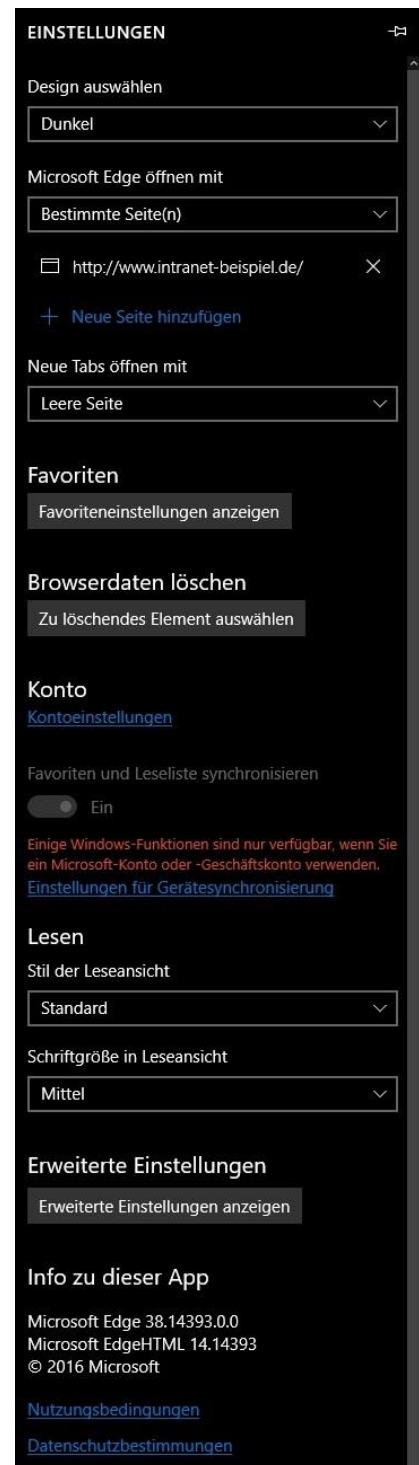 EINSTELLUNGEN
Design auswählen
Dunkel
Microsoft Edge öffnen mit
Bestimmte Seite(n)
http://www.intranet-beispiel.de/
Neue Seite hinzufügen
Neue Tabs öffnen mit
Leere Seite
Favoriten
Favoriteneinstellungen anzeigen
Browserdaten löschen
Zu löschendes Element auswählen
Konto
Kontoeinstellungen
Favoriten und Leseliste synchronisieren
Ein
Einige Windows-Funktionen sind nur verfügbar, wenn Sie
ein Microsoft-Konto oder -Geschäftskonto verwenden.
Einstellungen für Gerätesynchronisierung
Lesen
Stil der Leseansicht
Standard
Schriftgröße in Leseansicht
Mittel
Erweiterte Einstellungen
Erweiterte Einstellungen anzeigen
Info zu dieser App
Microsoft Edge 38.14393.0.0
Microsoft EdgeHTML 14.14393
© 2016 Microsoft
Nutzungsbedingungen
Datenschutzbestimmungen